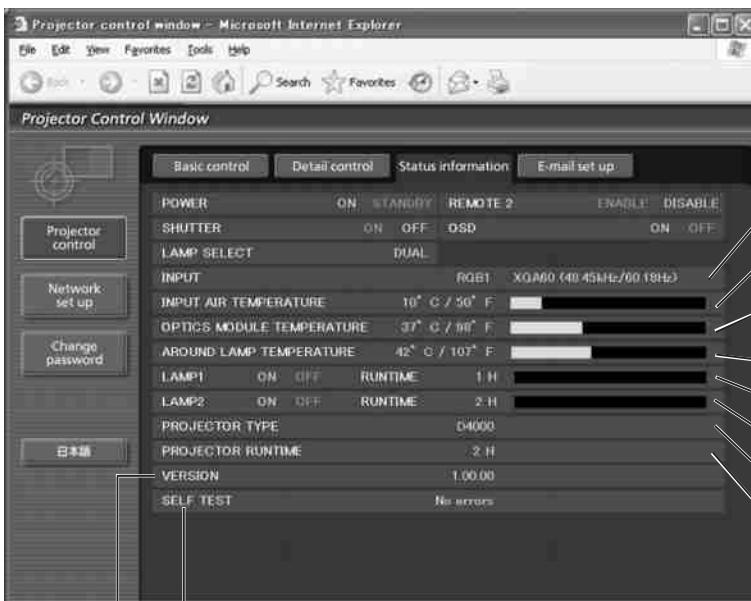 Projector control window - Microsoft Internet Explorer
File Edit View Favorites Tools Help
Back Search Favorites
Projector Control Window
Basic control Detail control Status information E-mail set up
POWER ON STANDBY REMOTE 2 ENABLE DISABLE
Projector control
SHUTTER ON OFF OSD ON OFF
LAMP SELECT DUAL
Network set up
INPUT RGB1 XGA60 (48.45kHz/60.18Hz)
INPUT AIR TEMPERATURE 10° C / 50° F
OPTICS MODULE TEMPERATURE 37° C / 98° F
Change password
AROUND LAMP TEMPERATURE 42° C / 107° F
LAMP1 ON OFF RUNTIME 1 H
LAMP2 ON OFF RUNTIME 2 H
PROJECTOR TYPE D4000
日本語
PROJECTOR RUNTIME 2 H
VERSION 1.00.00
SELF TEST No errors